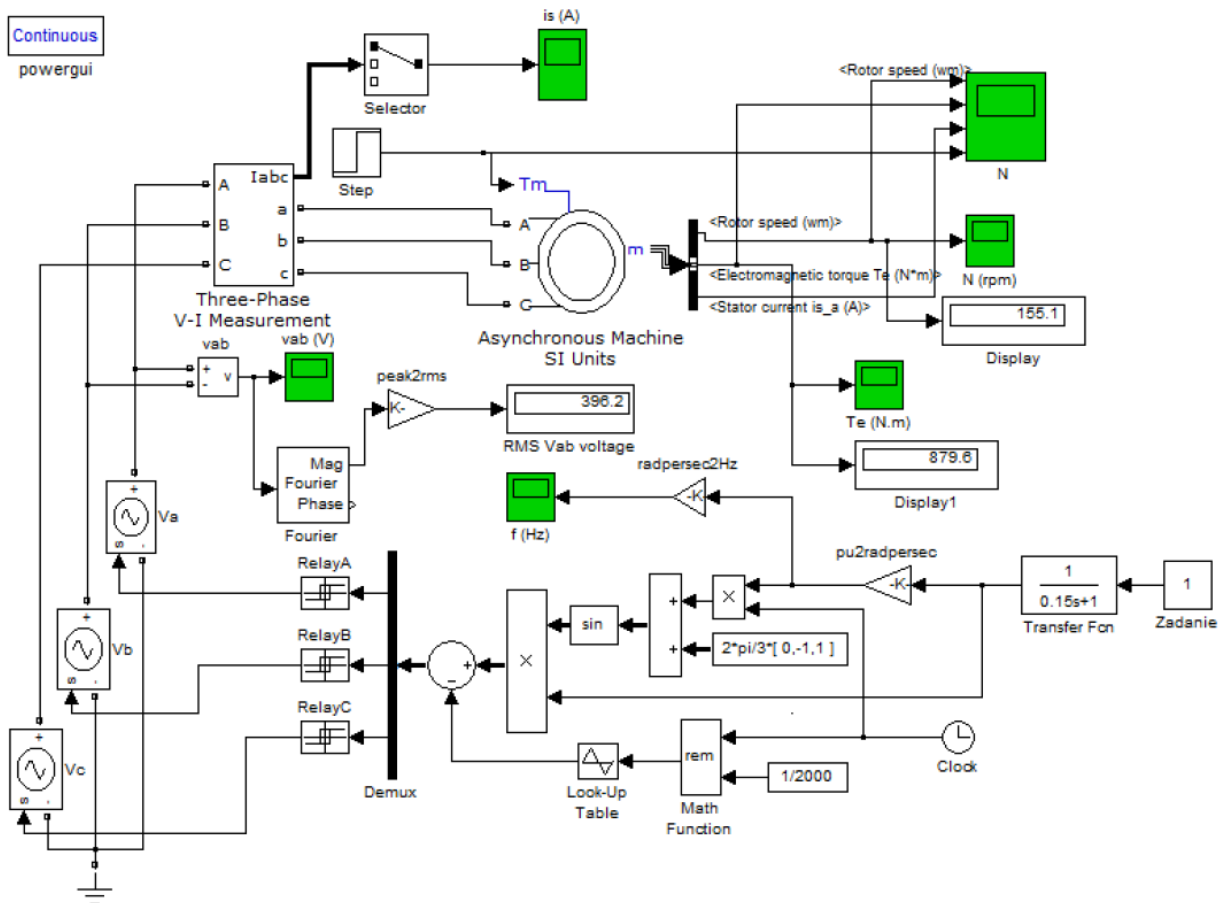 Continuous
powergui
is (A)
Selector
<Rotor speed (wm)>
N
Step
Iabc
A
B
C
a
b
c
Three-Phase
V-I Measurement
Tm
A
B
C
m
Asynchronous Machine
SI Units
<Rotor speed (wm)>
<Electromagnetic torque Te (N*m)>
<Stator current is_a (A)>
N (rpm)
155.1
Display
vab
+
-
v
vab (V)
peak2rms
K-
396.2
RMS Vab voltage
Te (N.m)
879.6
Display1
Mag
Fourier
Phase
Fourier
radpersec2Hz
-K-
f (Hz)
+
Va
s
-
+
Vb
s
-
+
Vc
s
-
RelayA
RelayB
RelayC
Demux
+
−
×
sin
+
+
×
2*pi/3*[ 0,-1,1 ]
pu2radpersec
-K-
1
0.15s+1
Transfer Fcn
1
Zadanie
Look-Up
Table
rem
Math
Function
1/2000
Clock